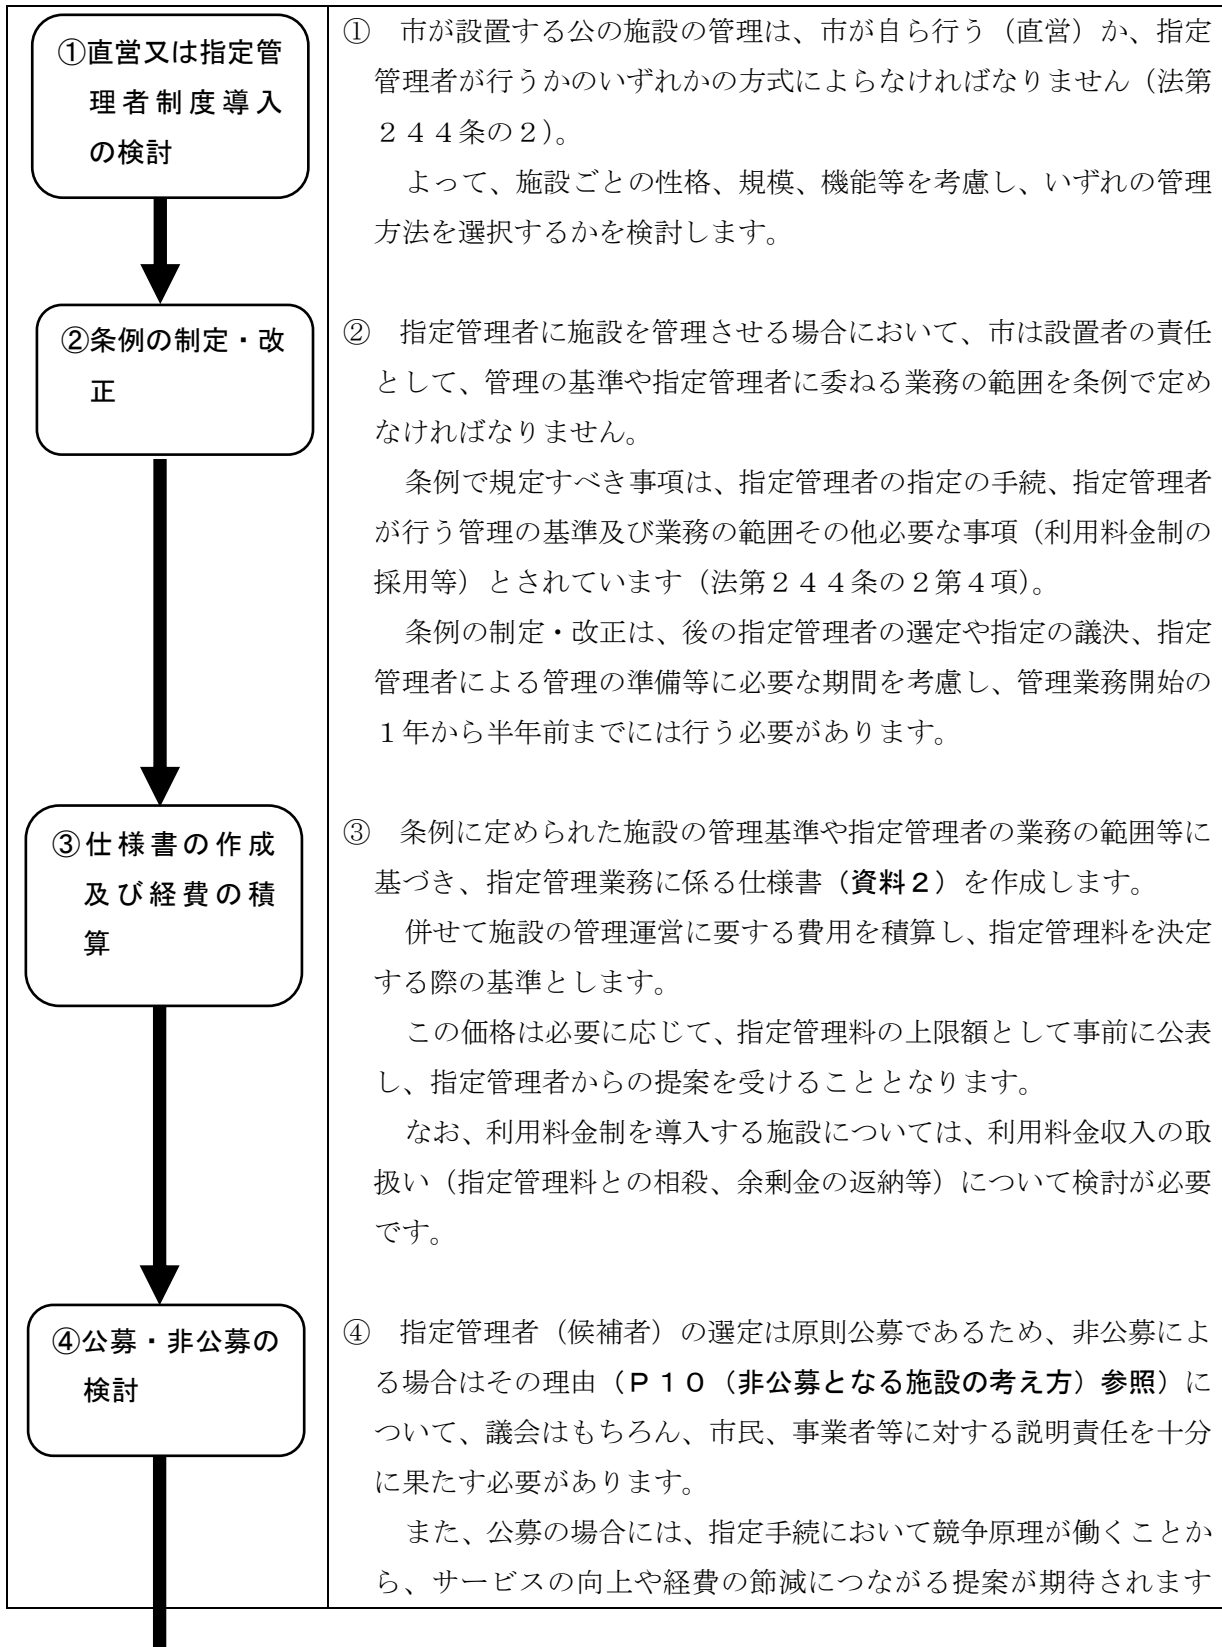 ①直営又は指定管
理者制度導入
の検討
① 市が設置する公の施設の管理は、市が自ら行う（直営）か、指定
管理者が行うかのいずれかの方式によらなければなりません（法第
２４４条の２）。
よって、施設ごとの性格、規模、機能等を考慮し、いずれの管理
方法を選択するかを検討します。
②条例の制定・改
正
② 指定管理者に施設を管理させる場合において、市は設置者の責任
として、管理の基準や指定管理者に委ねる業務の範囲を条例で定め
なければなりません。
条例で規定すべき事項は、指定管理者の指定の手続、指定管理者
が行う管理の基準及び業務の範囲その他必要な事項（利用料金制の
採用等）とされています（法第２４４条の２第４項）。
条例の制定・改正は、後の指定管理者の選定や指定の議決、指定
管理者による管理の準備等に必要な期間を考慮し、管理業務開始の
１年から半年前までには行う必要があります。
③仕様書の作成
及び経費の積
算
③ 条例に定められた施設の管理基準や指定管理者の業務の範囲等に
基づき、指定管理業務に係る仕様書（資料２）を作成します。
併せて施設の管理運営に要する費用を積算し、指定管理料を決定
する際の基準とします。
この価格は必要に応じて、指定管理料の上限額として事前に公表
し、指定管理者からの提案を受けることとなります。
なお、利用料金制を導入する施設については、利用料金収入の取
扱い（指定管理料との相殺、余剰金の返納等）について検討が必要
です。
④公募・非公募の
検討
④ 指定管理者（候補者）の選定は原則公募であるため、非公募によ
る場合はその理由（Ｐ１０（非公募となる施設の考え方）参照）に
ついて、議会はもちろん、市民、事業者等に対する説明責任を十分
に果たす必要があります。
また、公募の場合には、指定手続において競争原理が働くことか
ら、サービスの向上や経費の節減につながる提案が期待されます